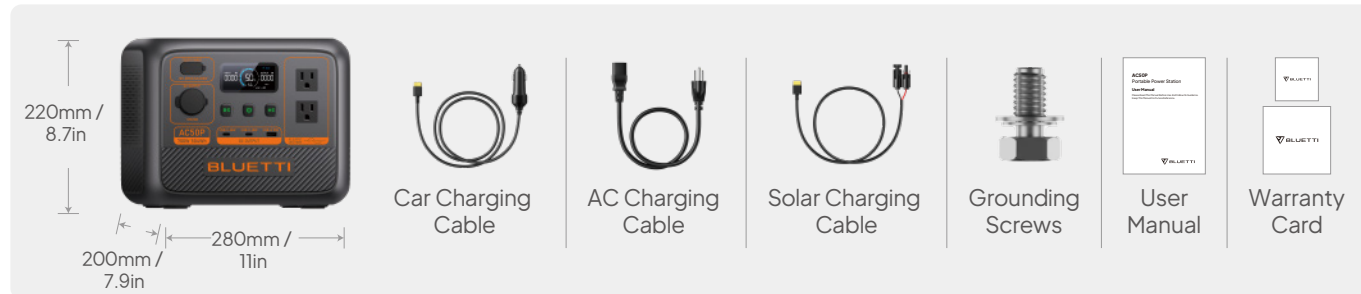 220mm /
8.7in
200mm /
7.9in
280mm /
11in
AC50P
BLUETTI
Car Charging
Cable
AC Charging
Cable
Solar Charging
Cable
Grounding
Screws
AC50P
Portable Power Station
User Manual
BLUETTI
User
Manual
BLUETTI
BLUETTI
Warranty
Card